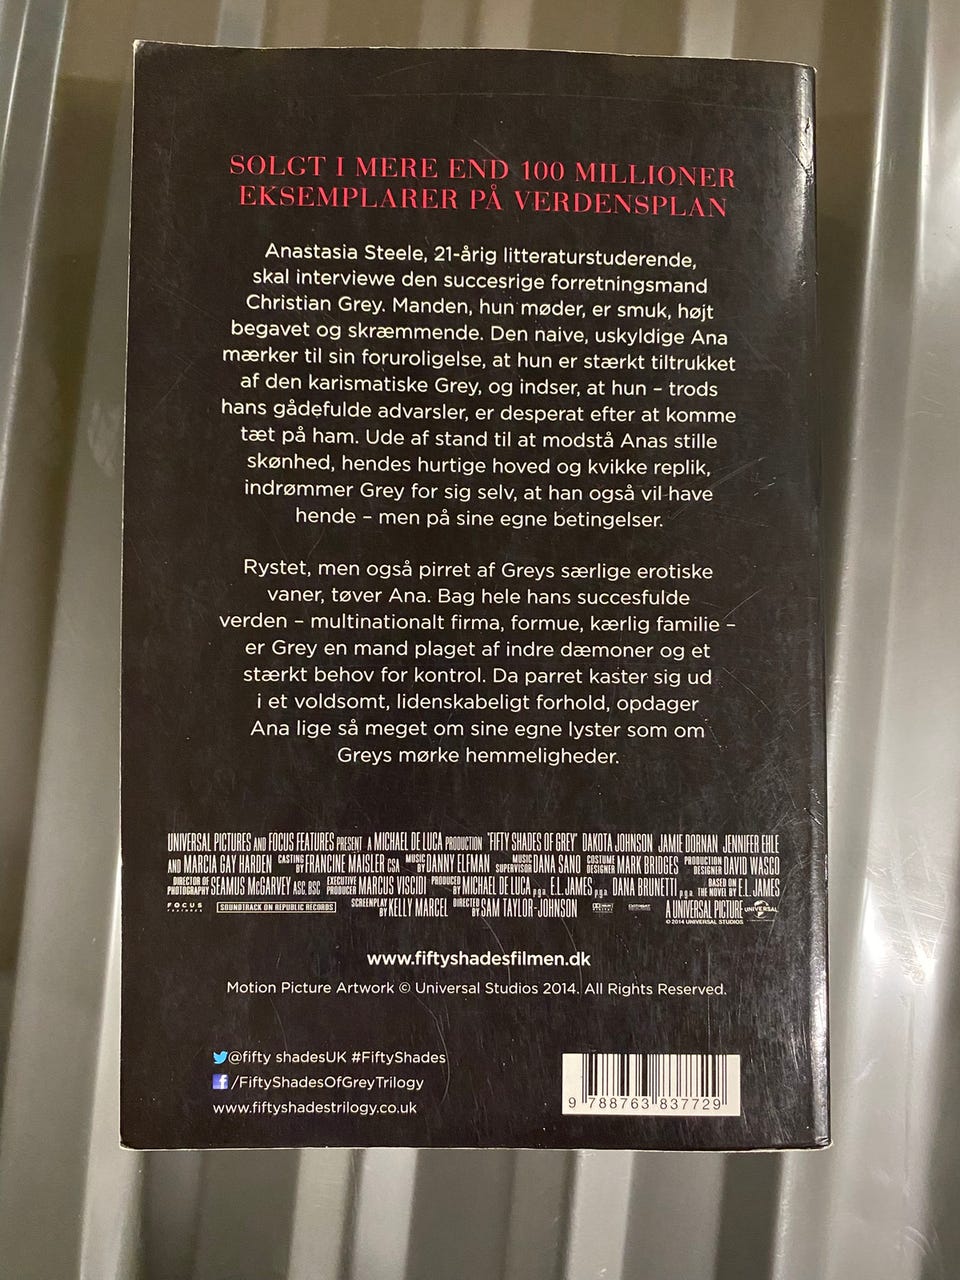 SOLGT I MERE END 100 MILLIONER
EKSEMPLARER PÅ VERDENSPLAN
Anastasia Steele, 21-årig litteraturstuderende,
skal interviewe den succesrige forretningsmand
Christian Grey. Manden, hun møder, er smuk, højt
begavet og skræmmende. Den naive, uskyldige Ana
mærker til sin foruroligelse, at hun er stærkt tiltrukket
af den karismatiske Grey, og indser, at hun – trods
hans gådefulde advarsler, er desperat efter at komme
tæt på ham. Ude af stand til at modstå Anas stille
skønhed, hendes hurtige hoved og kvikke replik,
indrømmer Grey for sig selv, at han også vil have
hende – men på sine egne betingelser.
Rystet, men også pirret af Greys særlige erotiske
vaner, tøver Ana. Bag hele hans succesfulde
verden – multinationalt firma, formue, kærlig familie –
er Grey en mand plaget af indre dæmoner og et
stærkt behov for kontrol. Da parret kaster sig ud
i et voldsomt, lidenskabeligt forhold, opdager
Ana lige så meget om sine egne lyster som om
Greys mørke hemmeligheder.
UNIVERSAL PICTURES AND FOCUS FEATURES PRESENT A MICHAEL DE LUCA PRODUCTION "FIFTY SHADES OF GREY" DAKOTA JOHNSON JAMIE DORNAN JENNIFER EHLE
AND MARCIA GAY HARDEN CASTING BY FRANCINE MAISLER CSA MUSIC BY DANNY ELFMAN MUSIC SUPERVISOR DANA SANO COSTUME DESIGNER MARK BRIDGES PRODUCTION DESIGNER DAVID WASCO
DIRECTOR OF PHOTOGRAPHY SEAMUS McGARVEY ASC, BSC EXECUTIVE PRODUCER MARCUS VISCIDI PRODUCED BY MICHAEL DE LUCA p.g.a. E.L. JAMES p.g.a. DANA BRUNETTI p.g.a. BASED ON THE NOVEL BY E.L. JAMES
FOCUS FEATURES SOUNDTRACK ON REPUBLIC RECORDS SCREENPLAY BY KELLY MARCEL DIRECTED BY SAM TAYLOR-JOHNSON A UNIVERSAL PICTURE UNIVERSAL
© 2014 UNIVERSAL STUDIOS
www.fiftyshadesfilmen.dk
Motion Picture Artwork © Universal Studios 2014. All Rights Reserved.
@fifty shadesUK #FiftyShades
/FiftyShadesOfGreyTrilogy
www.fiftyshadestrilogy.co.uk
9 788763 837729